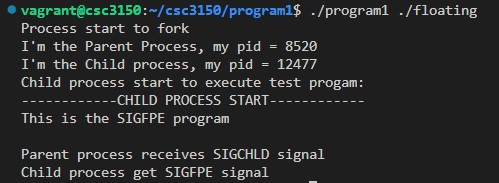 vagrant@csc3150:~/csc3150/program1$ ./program1 ./floating
Process start to fork
I'm the Parent Process, my pid = 8520
I'm the Child process, my pid = 12477
Child process start to execute test progam:
------------CHILD PROCESS START------------
This is the SIGFPE program
Parent process receives SIGCHLD signal
Child process get SIGFPE signal